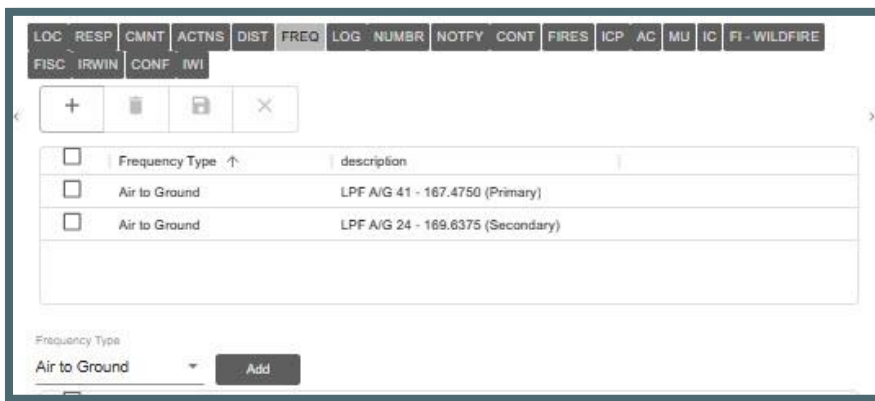 LOC RESP CMNT ACTNS DIST FREQ LOG NUMBR NOTFY CONT FIRES ICP AC MU IC FI - WILDFIRE
FISC IRWIN CONF IWI
Frequency Type description
Air to Ground LPF A/G 41 - 167.4750 (Primary)
Air to Ground LPF A/G 24 - 169.6375 (Secondary)
Frequency Type
Air to Ground Add